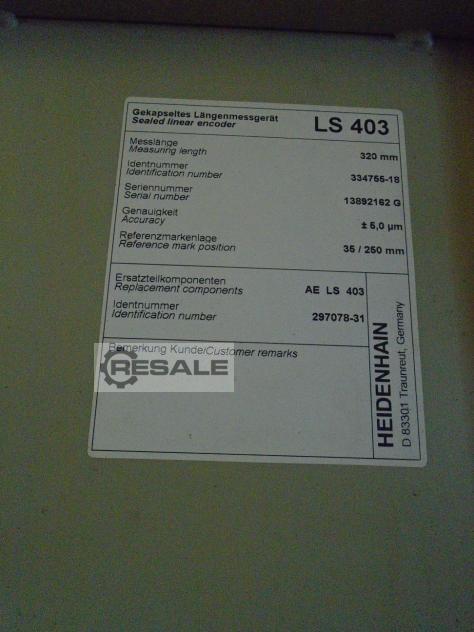 Gekapseltes Längenmessgerät
Sealed linear encoder
LS 403
Messlänge
Measuring length
320 mm
Identnummer
Identification number
334755-18
Seriennummer
Serial number
13892162 G
Genauigkeit
Accuracy
± 5,0 µm
Referenzmarkenlage
Reference mark position
35 / 250 mm
Ersatzteilkomponenten
Replacement components
AE LS 403
Identnummer
Identification number
297078-31
Bemerkung Kunde/Customer remarks
RESALE
HEIDENHAIN
D 83301 Traunreut, Germany